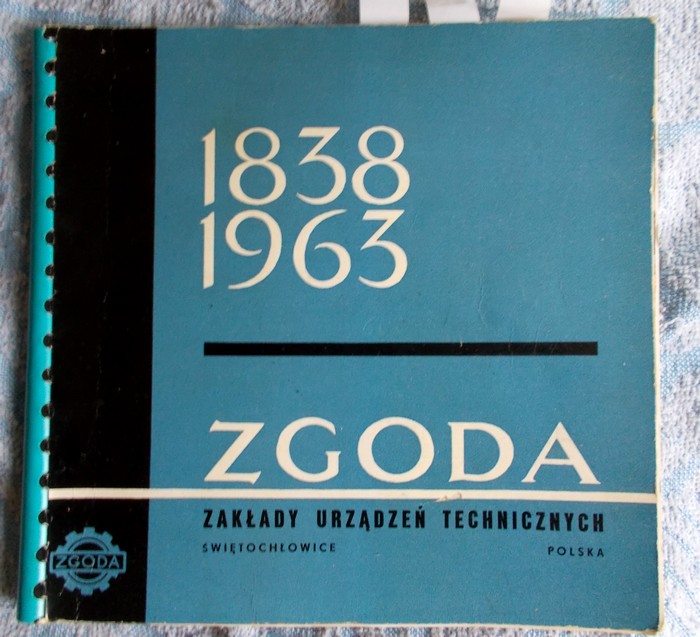 1838
1963
ZGODA
ZAKŁADY URZĄDZEŃ TECHNICZNYCH
ŚWIĘTOCHŁOWICE POLSKA
ZGODA